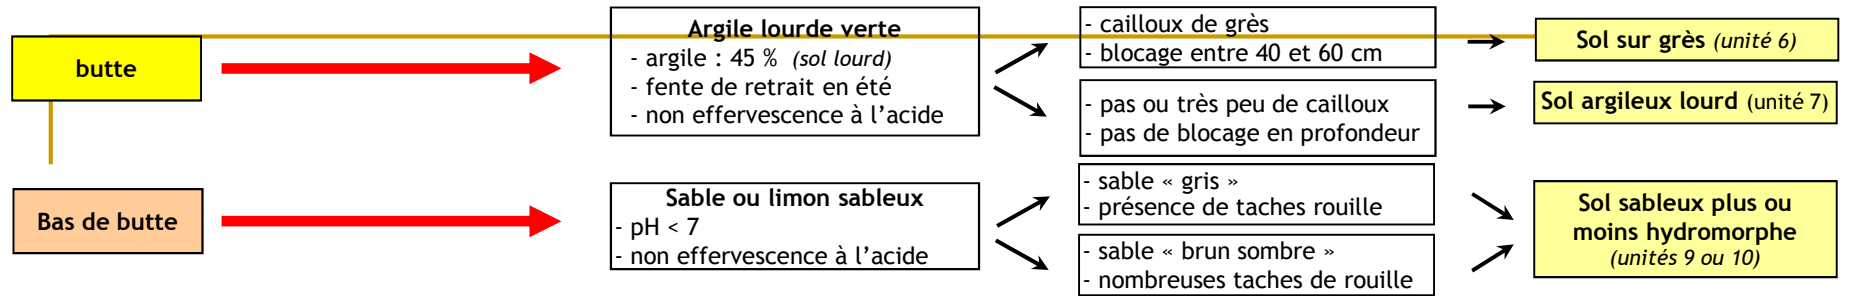 butte
Argile lourde verte
- argile : 45 % (sol lourd)
- fente de retrait en été
- non effervescence à l’acide
- cailloux de grès
- blocage entre 40 et 60 cm
Sol sur grès (unité 6)
- pas ou très peu de cailloux
- pas de blocage en profondeur
Sol argileux lourd (unité 7)
Bas de butte
Sable ou limon sableux
- pH < 7
- non effervescence à l’acide
- sable « gris »
- présence de taches rouille
- sable « brun sombre »
- nombreuses taches de rouille
Sol sableux plus ou
moins hydromorphe
(unités 9 ou 10)